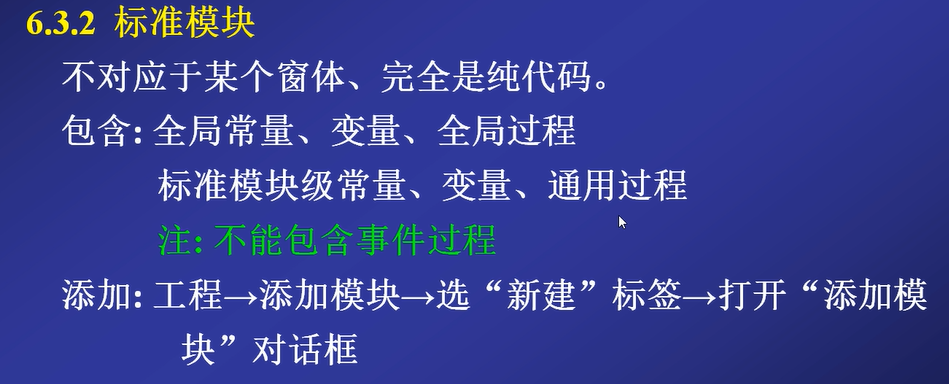 6.3.2 标准模块
不对应于某个窗体、完全是纯代码。
包含: 全局常量、变量、全局过程
标准模块级常量、变量、通用过程
注: 不能包含事件过程
添加: 工程→添加模块→选“新建”标签→打开“添加模
块”对话框